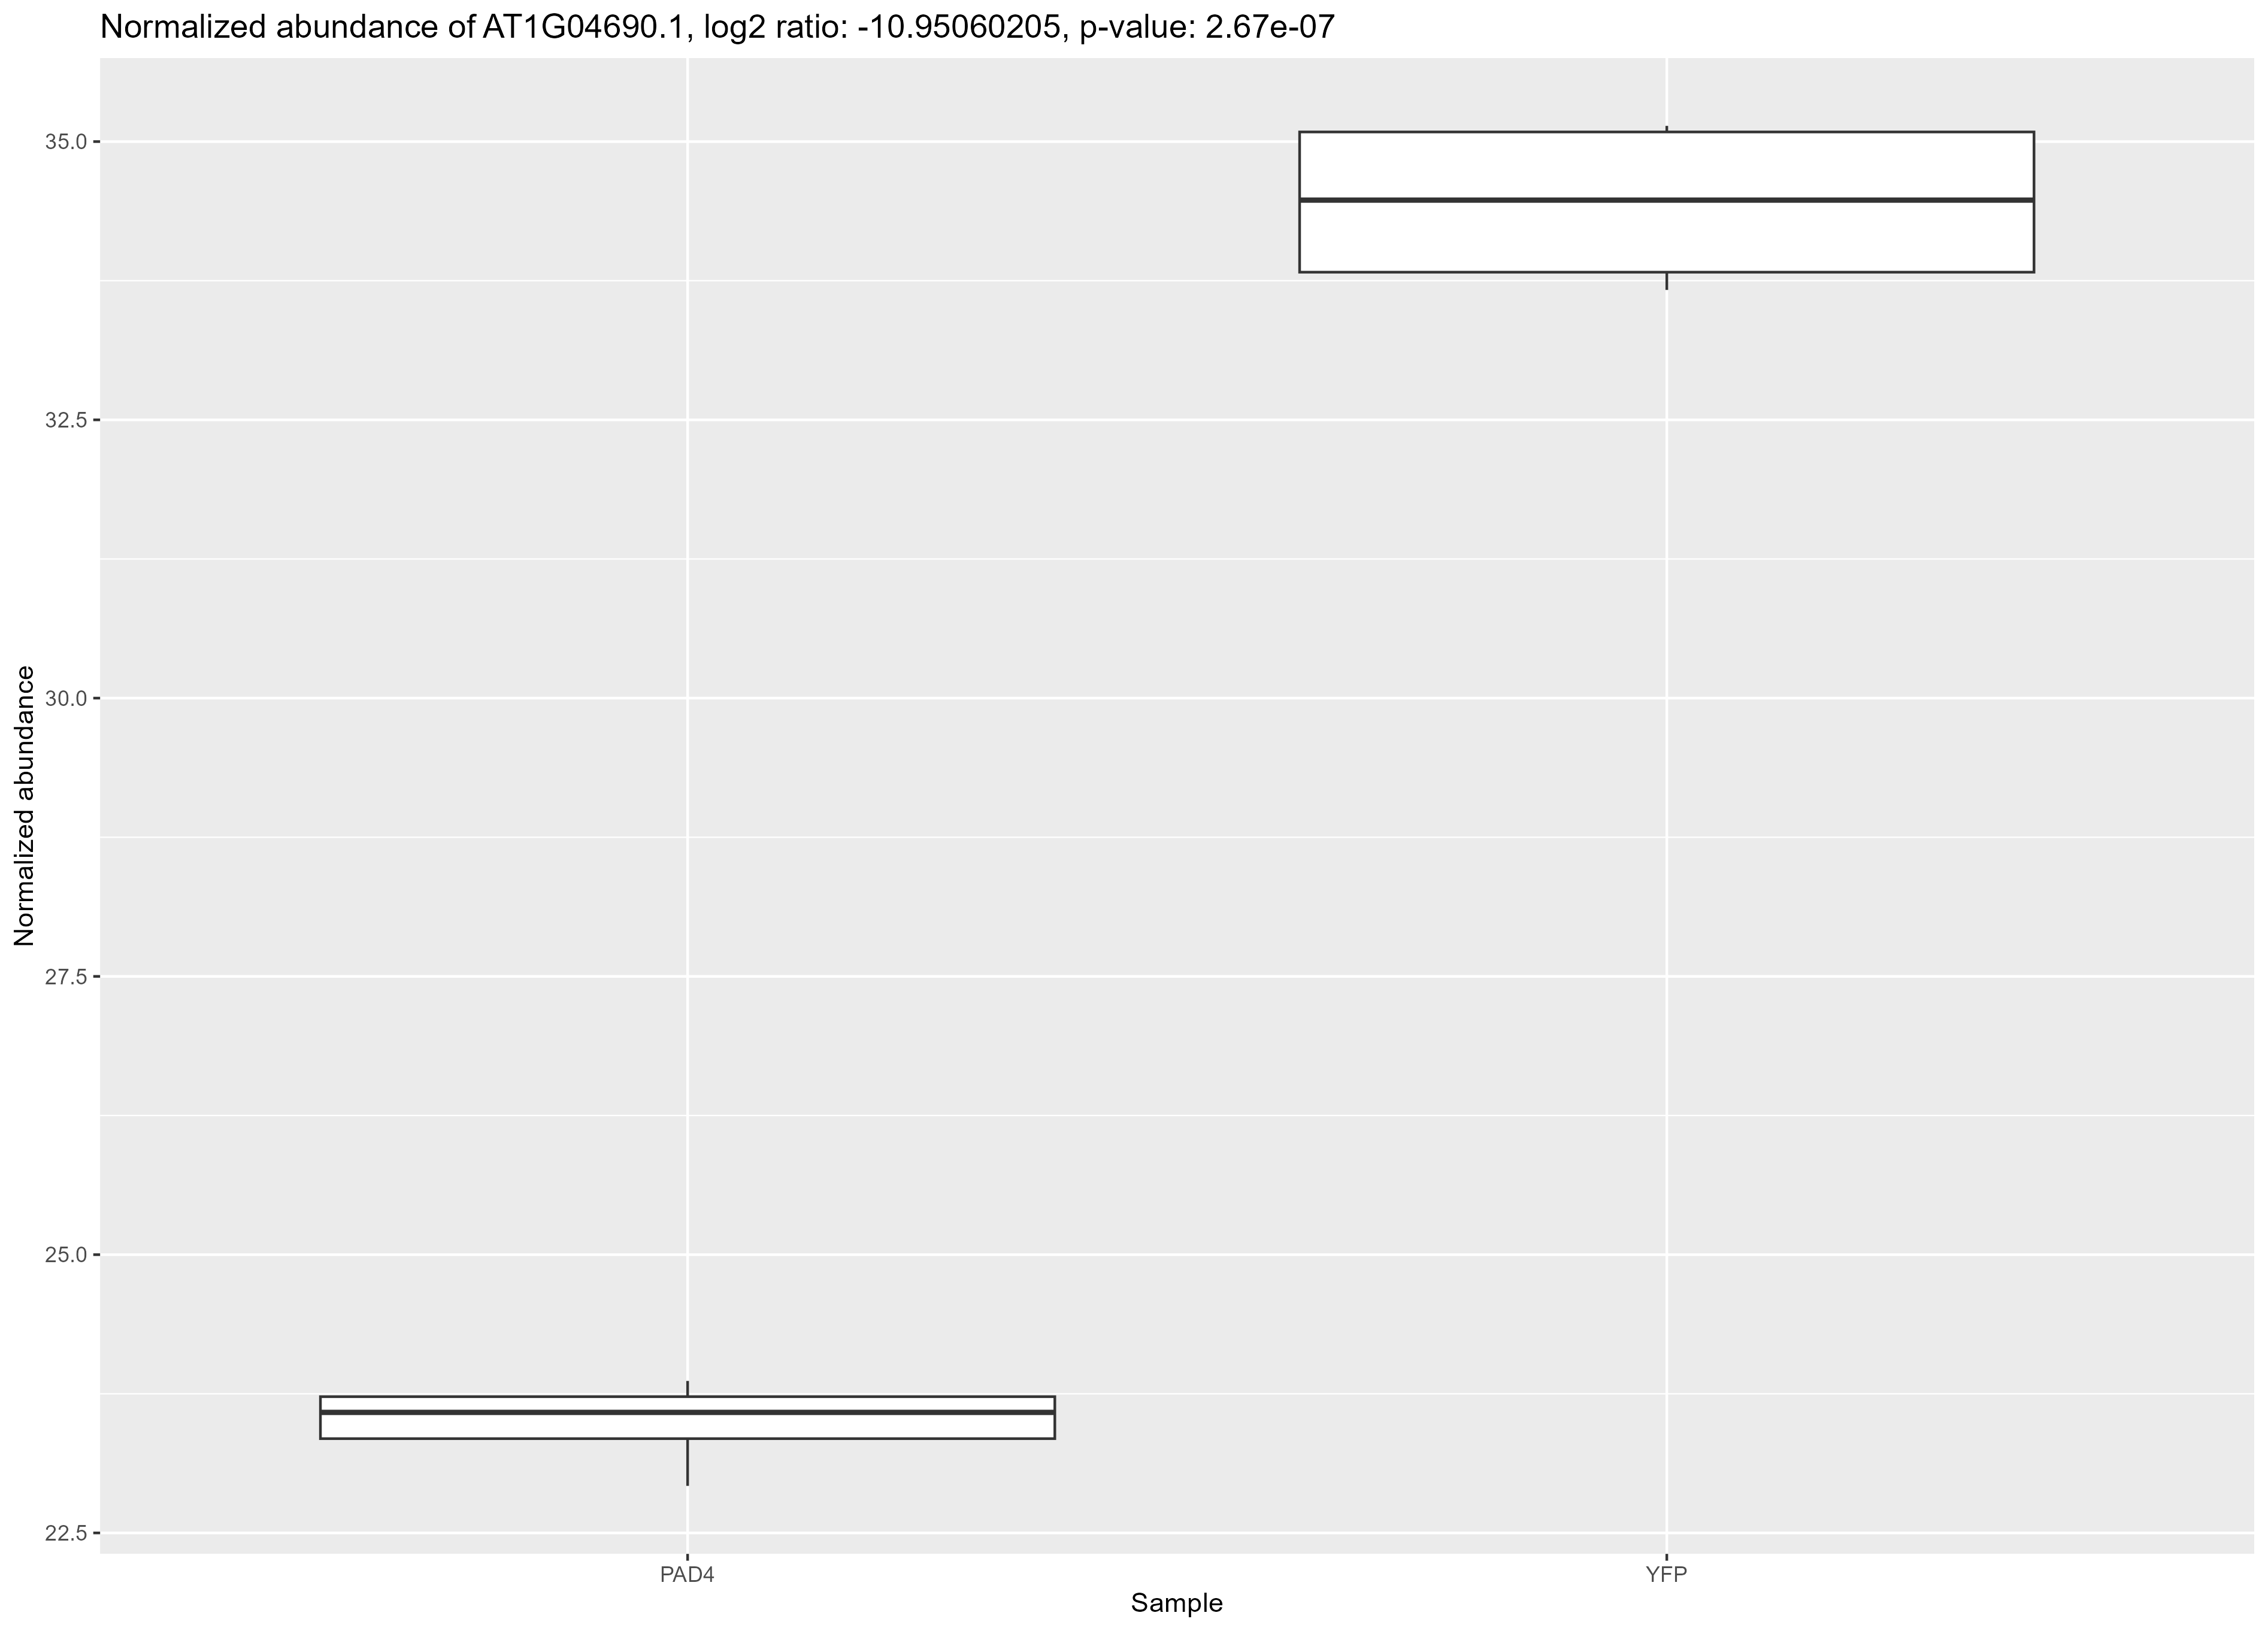 Normalized abundance of AT1G04690.1, log2 ratio: -10.95060205, p-value: 2.67e-07
35.0
32.5
30.0
27.5
25.0
22.5
Normalized abundance
PAD4
YFP
Sample